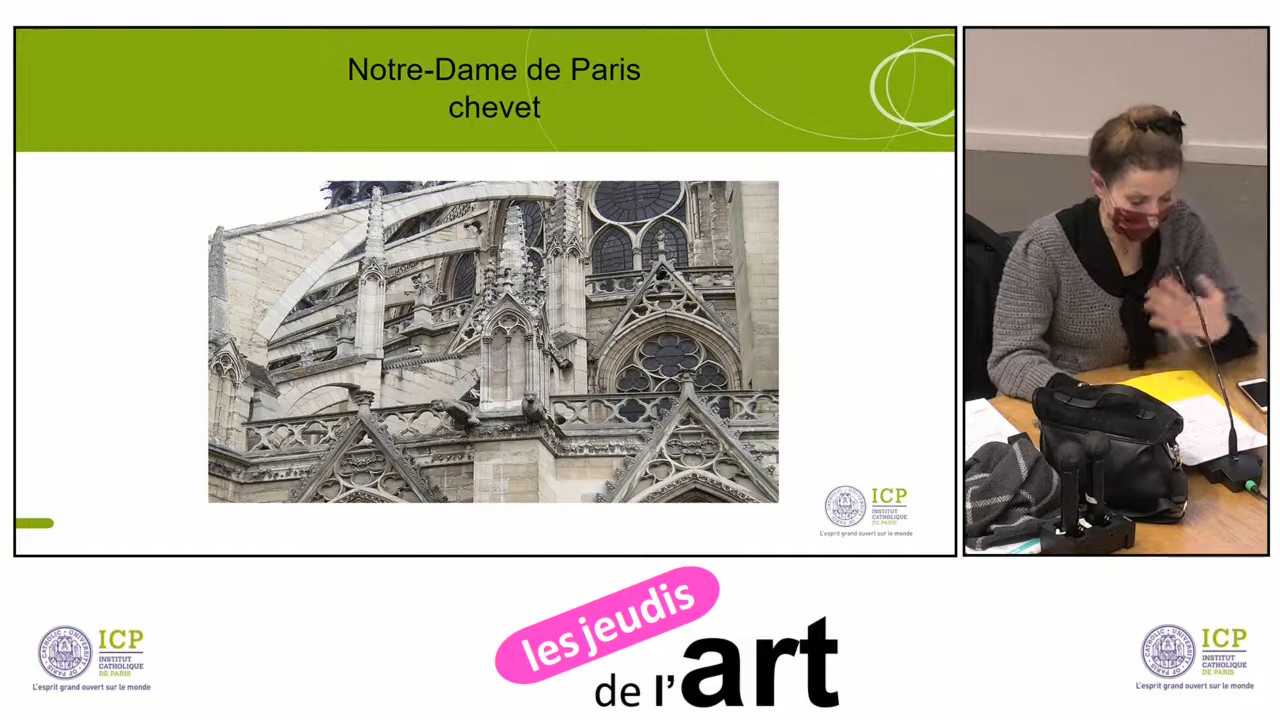 Notre-Dame de Paris
chevet
ICP
INSTITUT
CATHOLIQUE
DE PARIS
L'esprit grand ouvert sur le monde
les jeudis
de l'art
ICP
INSTITUT
CATHOLIQUE
DE PARIS
L'esprit grand ouvert sur le monde
ICP
INSTITUT
CATHOLIQUE
DE PARIS
L'esprit grand ouvert sur le monde